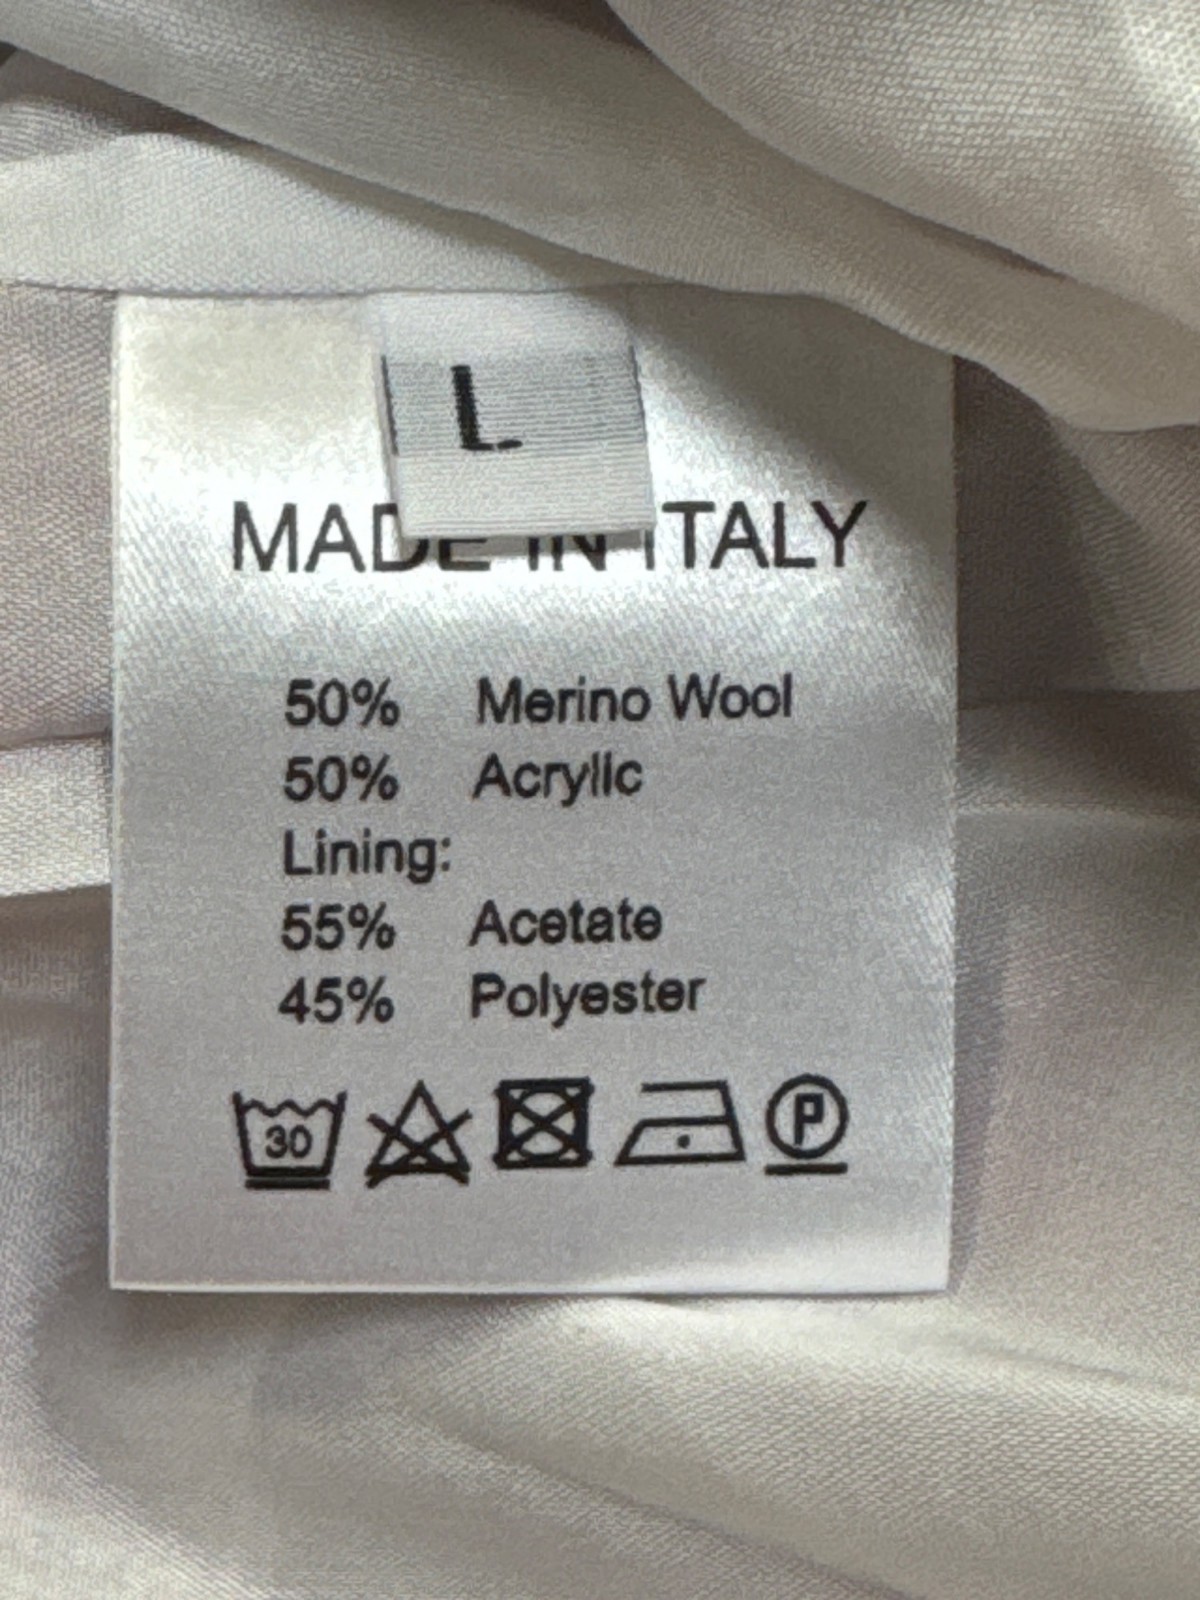 L
MADE IN ITALY
50% Merino Wool
50% Acrylic
Lining:
55% Acetate
45% Polyester
30 P